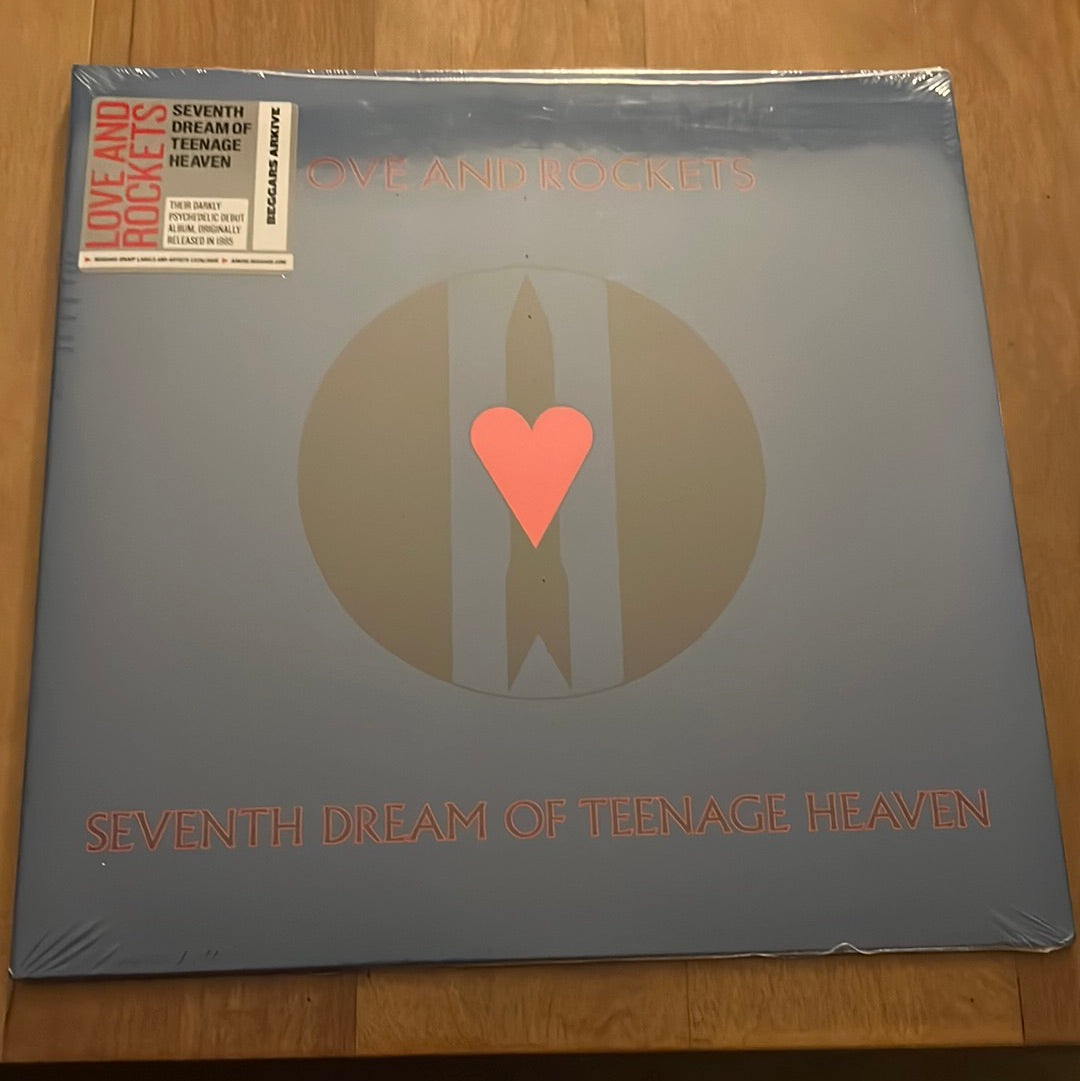 LOVE AND
ROCKETS
SEVENTH
DREAM OF
TEENAGE
HEAVEN
THEIR DARKLY
PSYCHEDELIC DEBUT
ALBUM, ORIGINALLY
RELEASED IN 1985
BEGGARS ARKIVE
OVE AND ROCKETS
SEVENTH DREAM OF TEENAGE HEAVEN